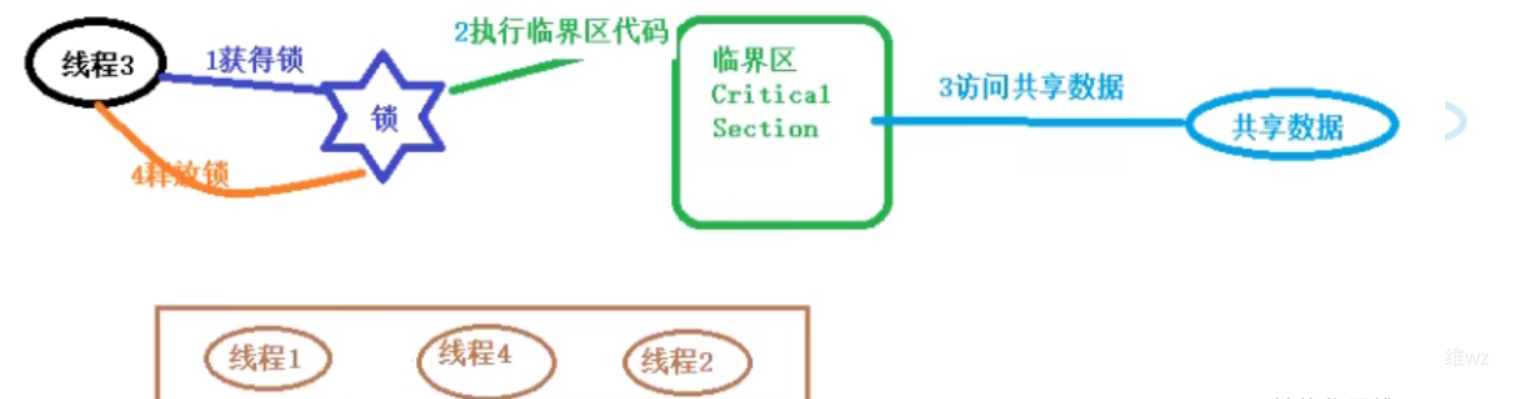 2执行临界区代码
线程3
1获得锁
临界区
Critical
Section
3访问共享数据
锁
共享数据
4释放锁
线程1
线程4
线程2
维wz